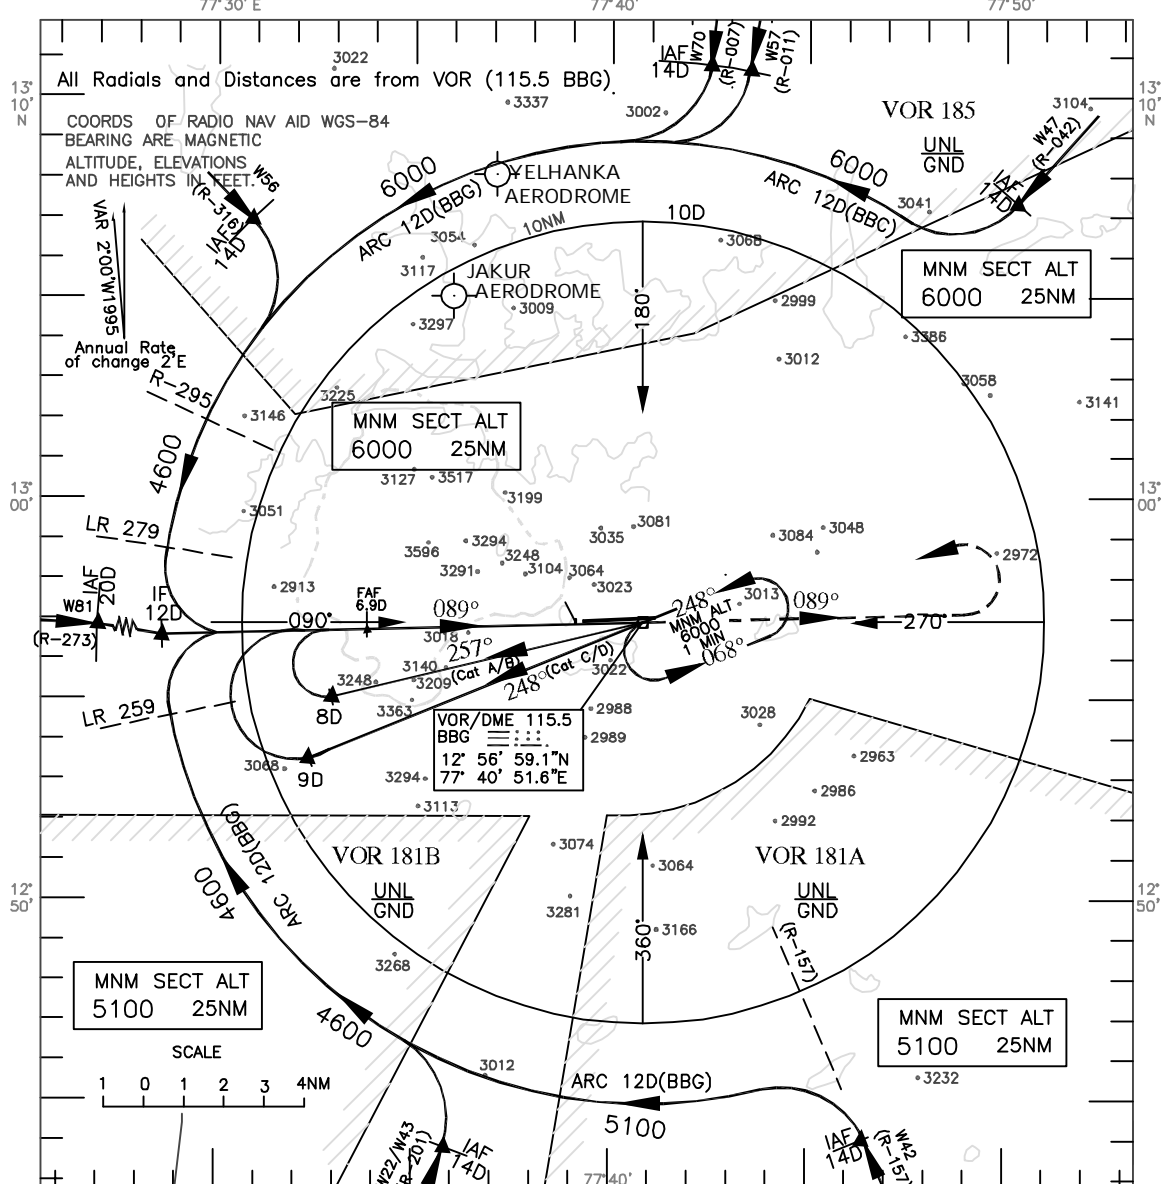 77°30' E
77°40'
77°50'
3022
All Radials and Distances are from VOR (115.5 BBG)
13°
10'
N
COORDS OF RADIO NAV AID WGS-84
BEARING ARE MAGNETIC
ALTITUDE, ELEVATIONS
AND HEIGHTS IN FEET.
3337
3002
IAF
14D
W70
(R-007)
W57
(R-011)
VOR 185
UNL
GND
3104
W47
(R-042)
IAF
14D
13°
10'
N
W56
(R-316)
IAF
14D
6000
ARC 12D(BBG)
YELHANKA
AERODROME
6000
ARC 12D(BBC)
3041
VAR 2°00'W1995
Annual Rate
of change 2'E
3054
3117
10NM
10D
3068
JAKUR
AERODROME
3009
3297
180°
2999
MNM SECT ALT
6000 25NM
3386
3012
3058
3141
R-295
3225
3146
MNM SECT ALT
6000 25NM
4600
3127
3517
3199
13°
00'
3051
LR 279
3596
3294
3248
3291
3104
3035
3081
3064
3023
3084
3048
2972
13°
00'
2913
IAF
20D
IF
12D
W81
(R-273)
090°
FAF
6.9D
089°
3018
248°
MNM ALT
6000
1 MIN
068°
3013
089°
270°
257°
(Cat A/B)
248°(Cat C/D)
3140
3209
3248
3363
3022
8D
9D
LR 259
3068
VOR/DME 115.5
BBG
12° 56' 59.1"N
77° 40' 51.6"E
2988
2989
3028
2963
2986
2992
3294
3113
ARC 12D(BBG)
4600
VOR 181B
UNL
GND
3074
3064
VOR 181A
UNL
GND
12°
50'
12°
50'
3281
3166
360°
(R-157)
3268
MNM SECT ALT
5100 25NM
4600
MNM SECT ALT
5100 25NM
SCALE
1 0 1 2 3 4NM
3012
ARC 12D(BBG)
5100
3232
W22/W43
IAF
14D
IAF
14D
W42
77°40'